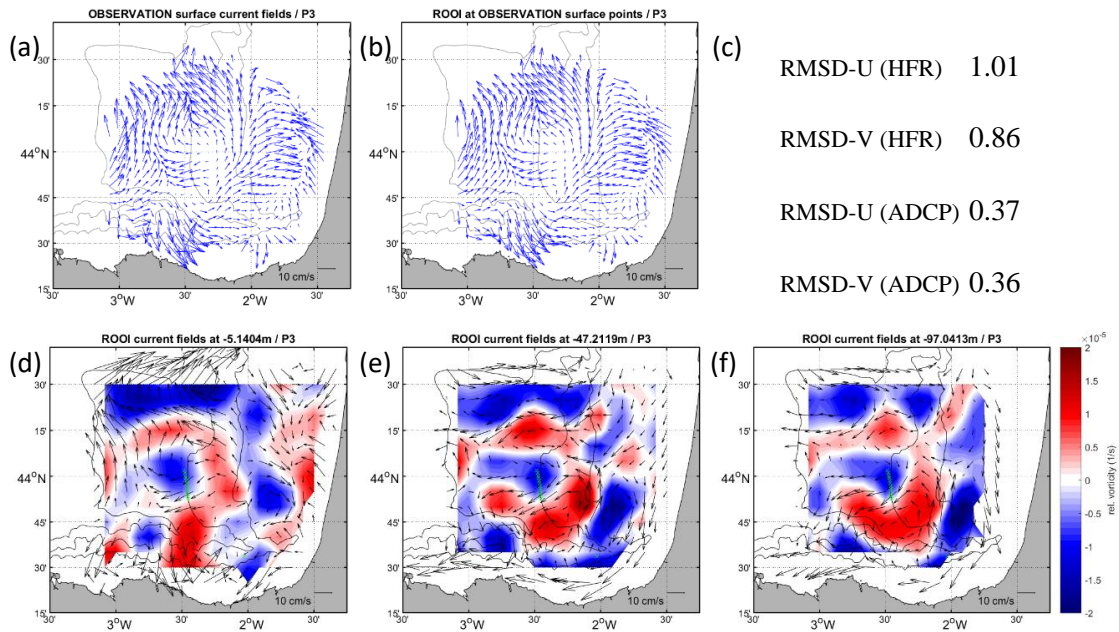 OBSERVATION surface current fields / P3
ROOI at OBSERVATION surface points / P3
(a)
(b)
(c)
30'
15'
44°N
45'
30'
15'
30'
3°W
30'
2°W
30'
10 cm/s
30'
15'
44°N
45'
30'
15'
30'
3°W
30'
2°W
30'
10 cm/s
RMSD-U (HFR) 1.01
RMSD-V (HFR) 0.86
RMSD-U (ADCP) 0.37
RMSD-V (ADCP) 0.36
ROOI current fields at -5.1404m / P3
ROOI current fields at -47.2119m / P3
ROOI current fields at -97.0413m / P3
(d)
(e)
(f)
30'
15'
44°N
45'
30'
15'
30'
3°W
30'
2°W
30'
10 cm/s
30'
15'
44°N
45'
30'
15'
30'
3°W
30'
2°W
30'
10 cm/s
30'
15'
44°N
45'
30'
15'
30'
3°W
30'
2°W
30'
10 cm/s
×10⁻⁵
2
1.5
1
0.5
0
-0.5
-1
-1.5
-2
rel. vorticity (1/s)